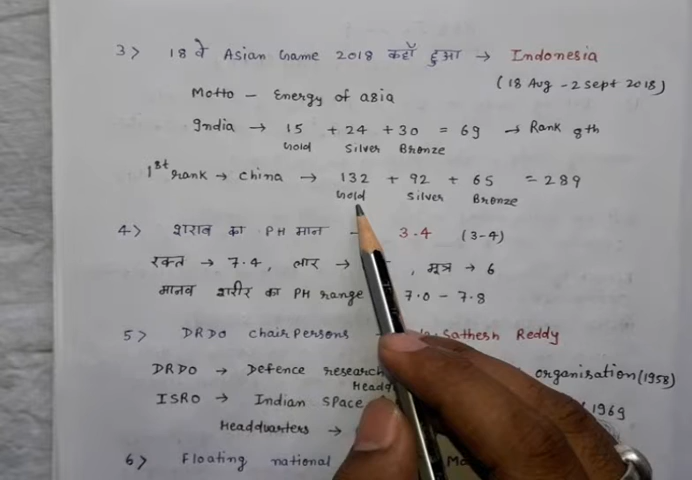 3> 18 वे Asian Game 2018 कहाँ हुआ → Indonesia
(18 Aug - 2 Sept 2018)
Motto - Energy of asia
India → 15 + 24 + 30 = 69 → Rank 8th
Gold Silver Bronze
1st rank → China → 132 + 92 + 65 = 289
Gold Silver Bronze
4> शराब का PH मान - 3.4 (3-4)
रक्त → 7.4, लार → , मूत्र → 6
मानव शरीर का PH range 7.0 - 7.8
5> DRDO chairpersons Sathesh Reddy
DRDO → Defence research organisation (1958)
ISRO → Indian Space 1969
Headquarters →
6> Floating national